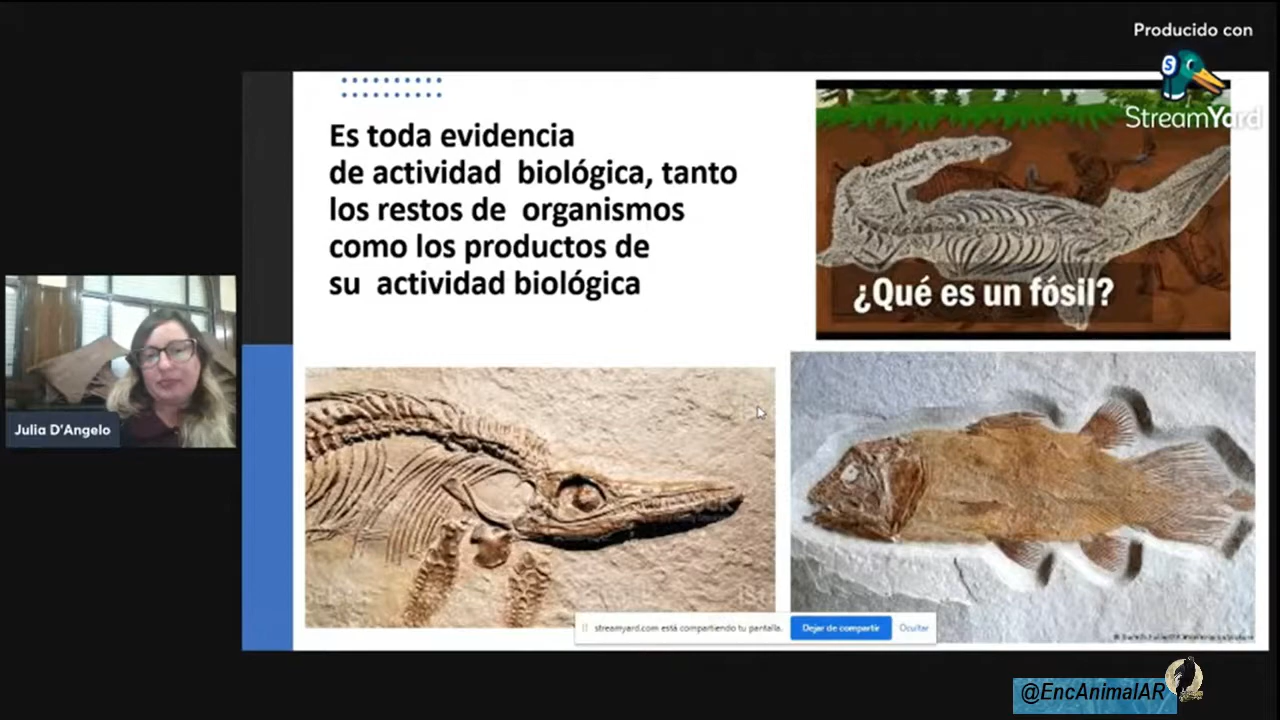 Producido con
StreamYard
Es toda evidencia
de actividad biológica, tanto
los restos de organismos
como los productos de
su actividad biológica
¿Qué es un fósil?
Julia D'Angelo
streamyard.com está compartiendo tu pantalla.
Dejar de compartir
Ocultar
@EncAnimalAR